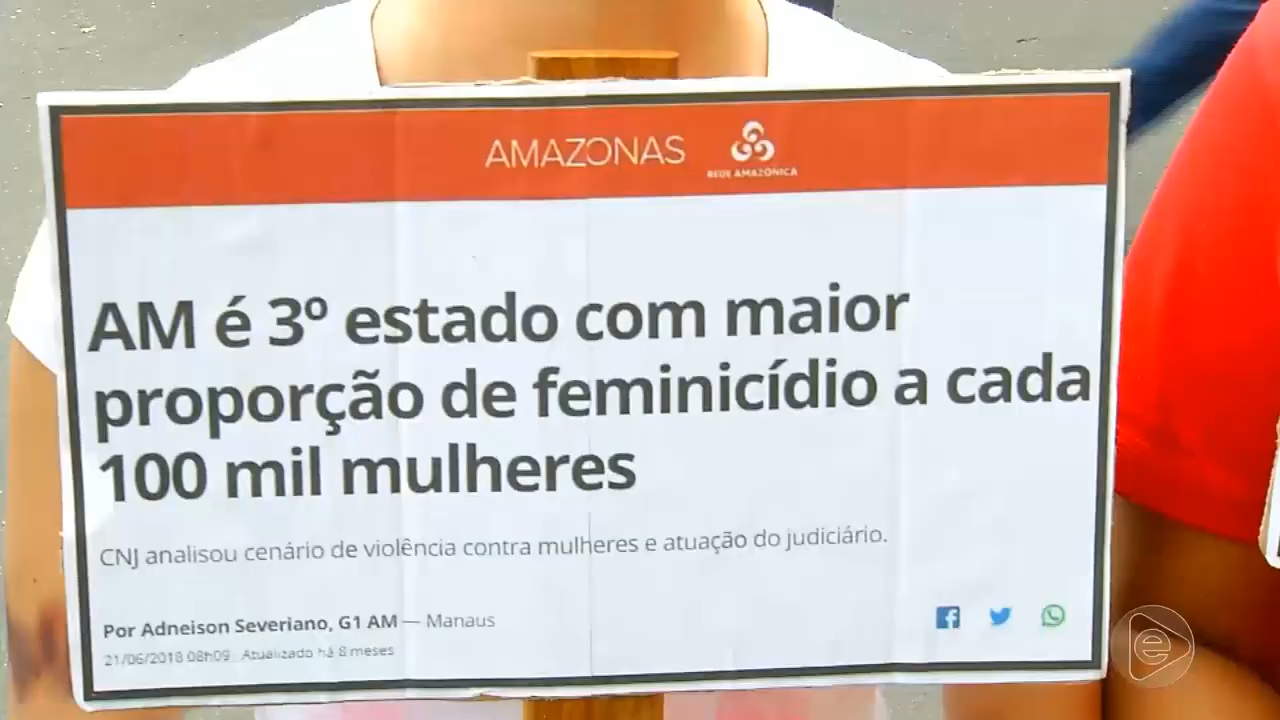 AMAZONAS
REDE AMAZÔNICA
AM é 3º estado com maior
proporção de feminicídio a cada
100 mil mulheres
CNJ analisou cenário de violência contra mulheres e atuação do judiciário.
Por Adneison Severiano, G1 AM — Manaus
21/06/2018 08h09 Atualizado há 8 meses
e